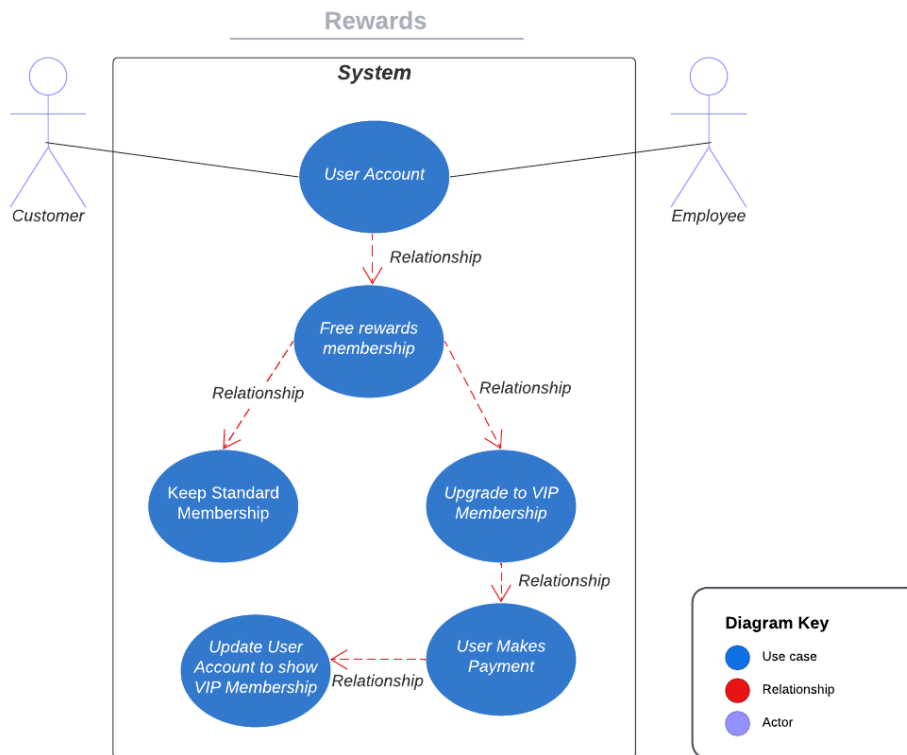 Rewards
System
User Account
Customer
Employee
Relationship
Free rewards
membership
Relationship
Relationship
Keep Standard
Membership
Upgrade to VIP
Membership
Relationship
Update User
Account to show
VIP Membership
Relationship
User Makes
Payment
Diagram Key
Use case
Relationship
Actor